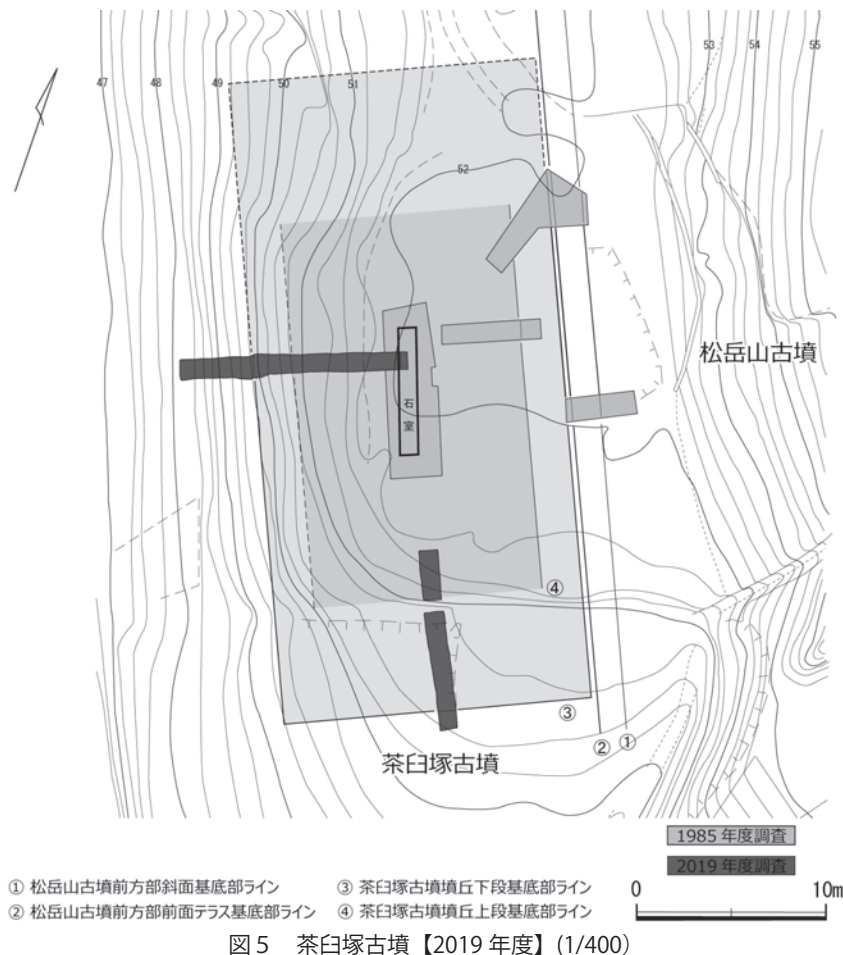 47 48 49 50 51 53 54 55
52
松岳山古墳
石室
④
③
② ①
茶臼塚古墳
1985 年度調査
2019 年度調査
① 松岳山古墳前方部斜面基底部ライン
② 松岳山古墳前方部前面テラス基底部ライン
③ 茶臼塚古墳墳丘下段基底部ライン
④ 茶臼塚古墳墳丘上段基底部ライン
0 10m
図５ 茶臼塚古墳【2019 年度】(1/400)